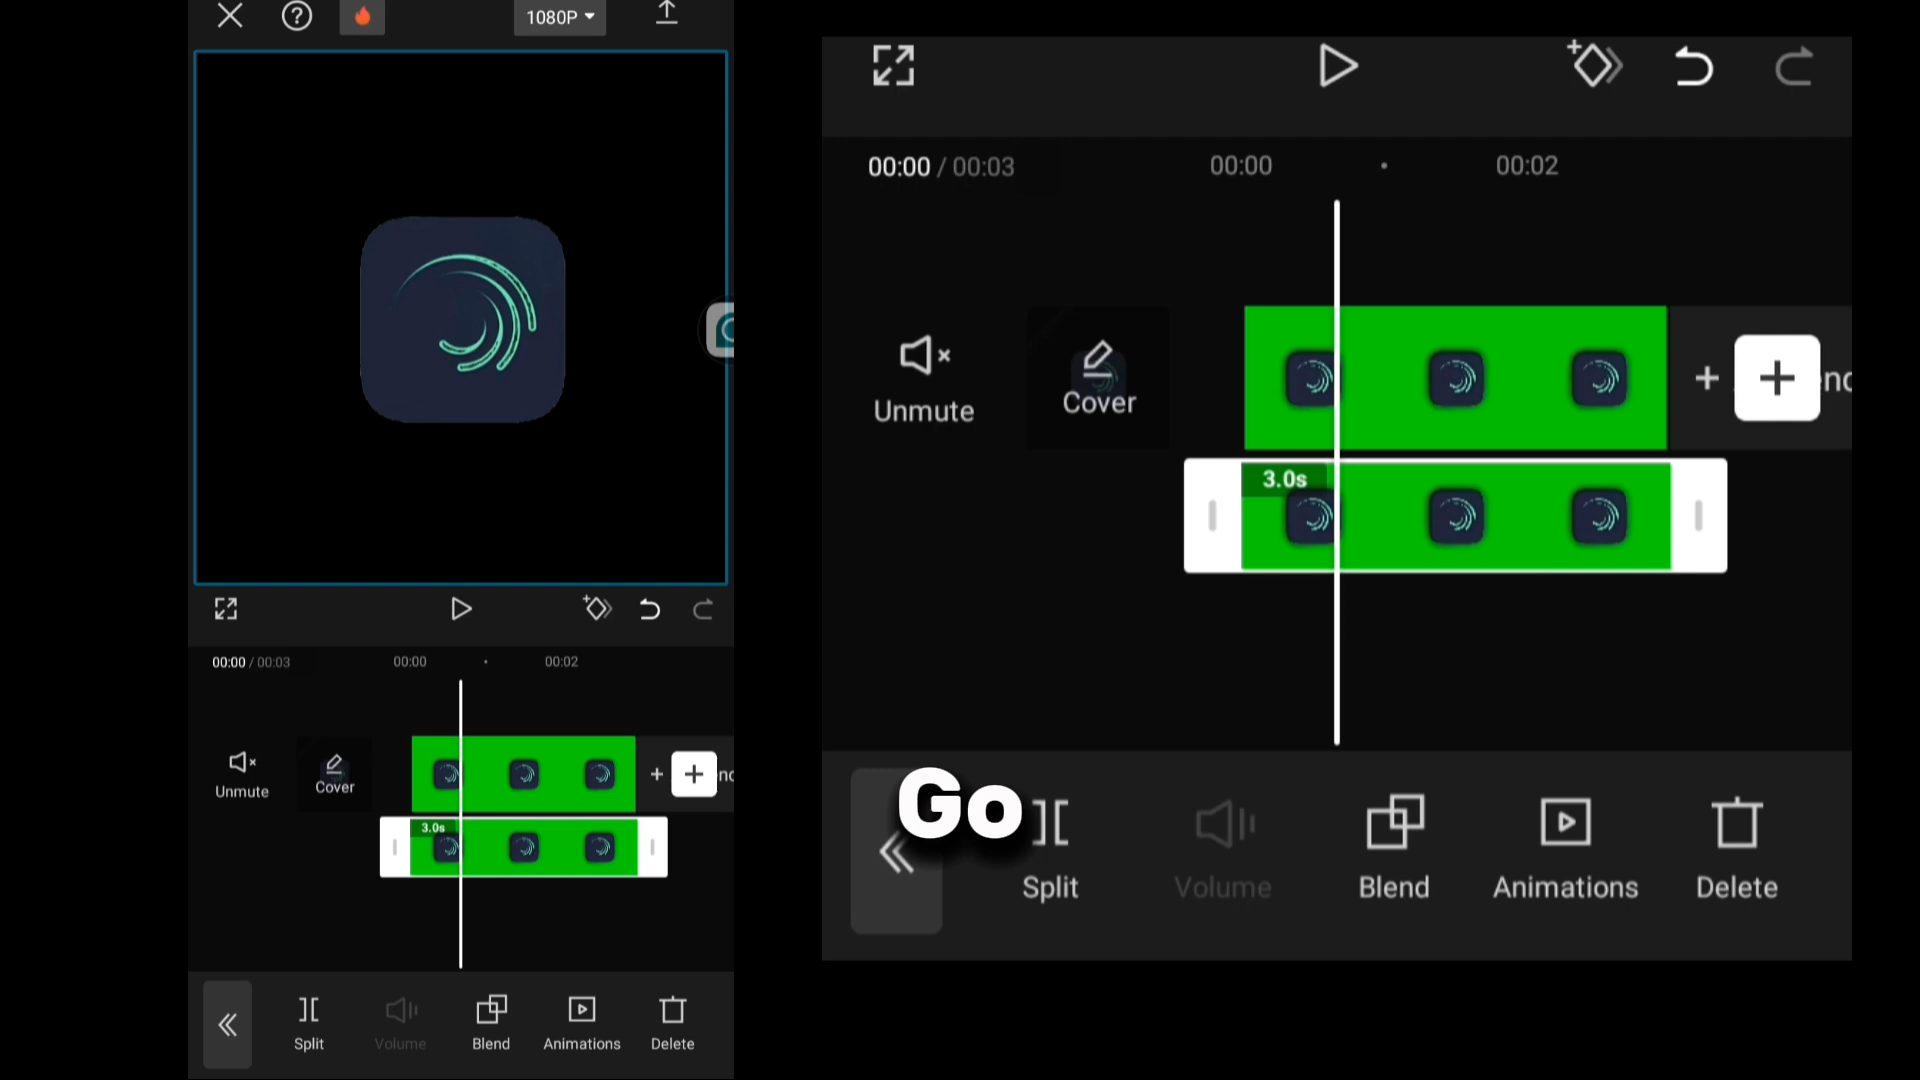 1080P
00:00 / 00:03
00:00
00:02
Unmute
Cover
3.0s
Split
Volume
Blend
Animations
Delete
00:00 / 00:03
00:00
00:02
Unmute
Cover
3.0s
Go
Split
Volume
Blend
Animations
Delete